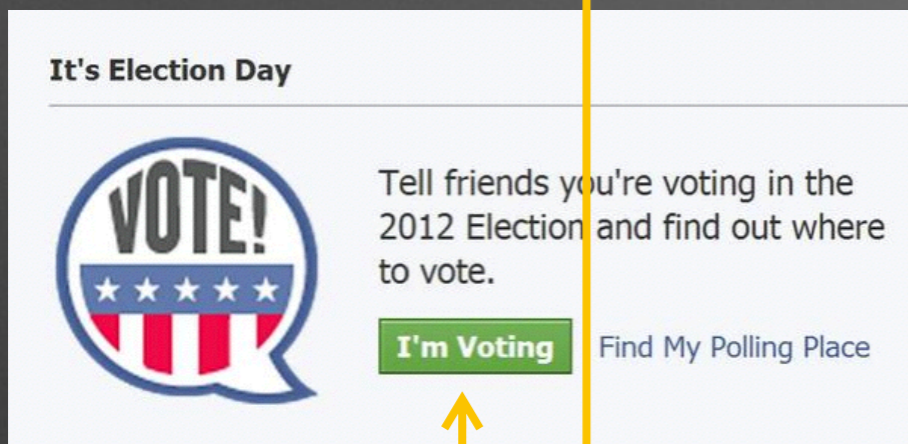 It's Election Day
VOTE!
Tell friends you're voting in the
2012 Election and find out where
to vote.
I'm Voting Find My Polling Place